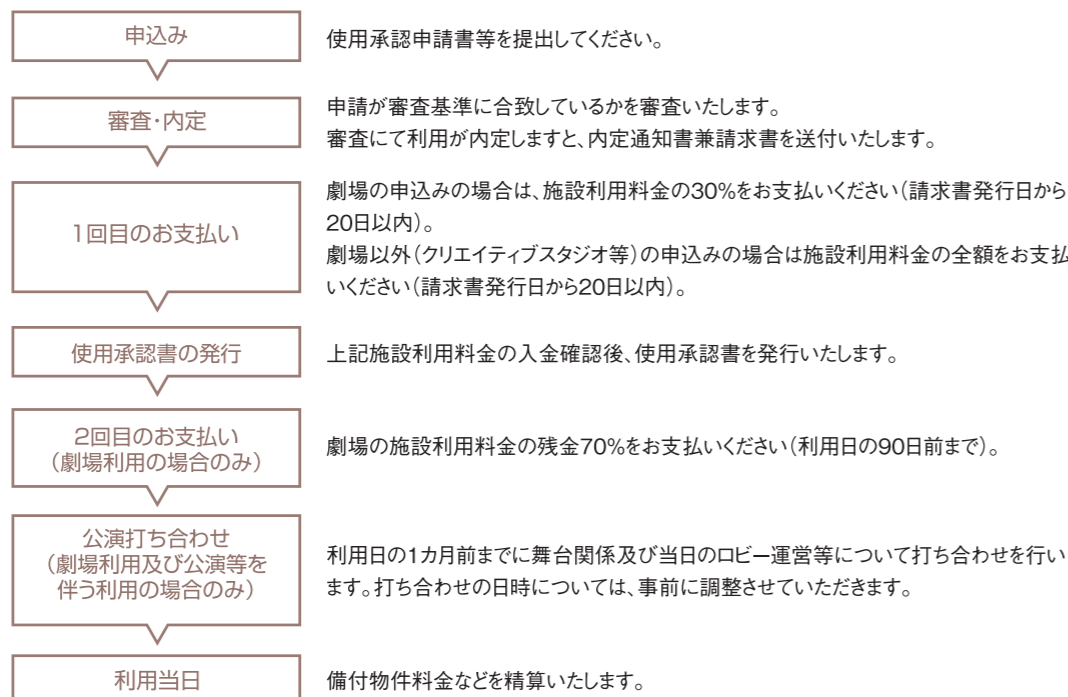 申込み
使用承認申請書等を提出してください。
審査・内定
申請が審査基準に合致しているかを審査いたします。
審査にて利用が内定しますと、内定通知書兼請求書を送付いたします。
1回目のお支払い
劇場の申込みの場合は、施設利用料金の30%をお支払いください（請求書発行日から
20日以内）。
劇場以外（クリエイティブスタジオ等）の申込みの場合は施設利用料金の全額をお支払
いください（請求書発行日から20日以内）。
使用承認書の発行
上記施設利用料金の入金確認後、使用承認書を発行いたします。
2回目のお支払い
（劇場利用の場合のみ）
劇場の施設利用料金の残金70%をお支払いください（利用日の90日前まで）。
公演打ち合わせ
（劇場利用及び公演等を
伴う利用の場合のみ）
利用日の1カ月前までに舞台関係及び当日のロビー運営等について打ち合わせを行い
ます。打ち合わせの日時については、事前に調整させていただきます。
利用当日
備付物件料金などを精算いたします。